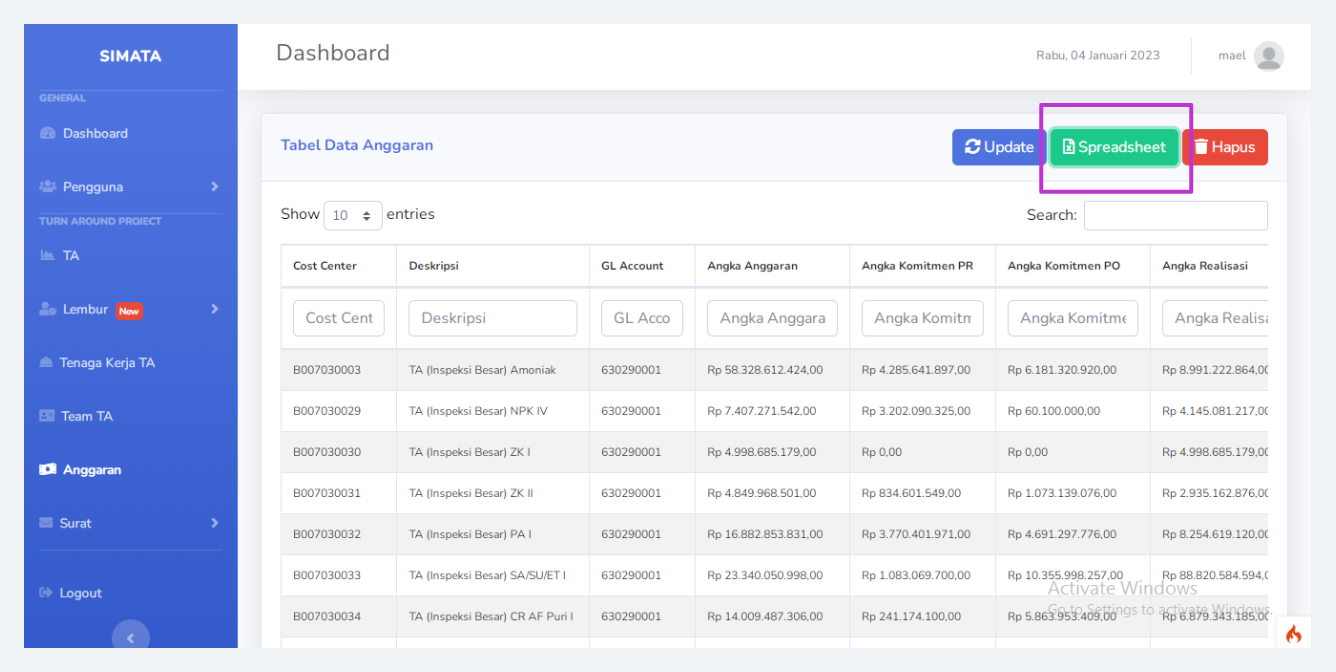 SIMATA
Dashboard
Rabu, 04 Januari 2023
mael
GENERAL
Dashboard
Pengguna
TURN AROUND PROJECT
TA
Lembur New
Tenaga Kerja TA
Team TA
Anggaran
Surat
Logout
Tabel Data Anggaran
Update
Spreadsheet
Hapus
Show 10 entries
Search:
Cost Center Deskripsi GL Account Angka Anggaran Angka Komitmen PR Angka Komitmen PO Angka Realisasi
Cost Cent Deskripsi GL Acco Angka Anggara Angka Komitm Angka Komitme Angka Realisa
B007030003 TA (Inspeksi Besar) Amoniak 630290001 Rp 58.328.612.424,00 Rp 4.285.641.897,00 Rp 6.181.320.920,00 Rp 8.991.222.864,00
B007030029 TA (Inspeksi Besar) NPK IV 630290001 Rp 7.407.271.542,00 Rp 3.202.090.325,00 Rp 60.100.000,00 Rp 4.145.081.217,00
B007030030 TA (Inspeksi Besar) ZK I 630290001 Rp 4.998.685.179,00 Rp 0,00 Rp 0,00 Rp 4.998.685.179,00
B007030031 TA (Inspeksi Besar) ZK II 630290001 Rp 4.849.968.501,00 Rp 834.601.549,00 Rp 1.073.139.076,00 Rp 2.935.162.876,00
B007030032 TA (Inspeksi Besar) PA I 630290001 Rp 16.882.853.831,00 Rp 3.770.401.971,00 Rp 4.691.297.776,00 Rp 8.254.619.120,00
B007030033 TA (Inspeksi Besar) SA/SU/ET I 630290001 Rp 23.340.050.998,00 Rp 1.083.069.700,00 Rp 10.355.998.257,00 Rp 88.820.584.594,0
B007030034 TA (Inspeksi Besar) CR AF Puri I 630290001 Rp 14.009.487.306,00 Rp 241.174.100,00 Rp 5.863.953.409,00 Rp 6.879.343.185,00
Activate Windows
Go to Settings to activate Windows.